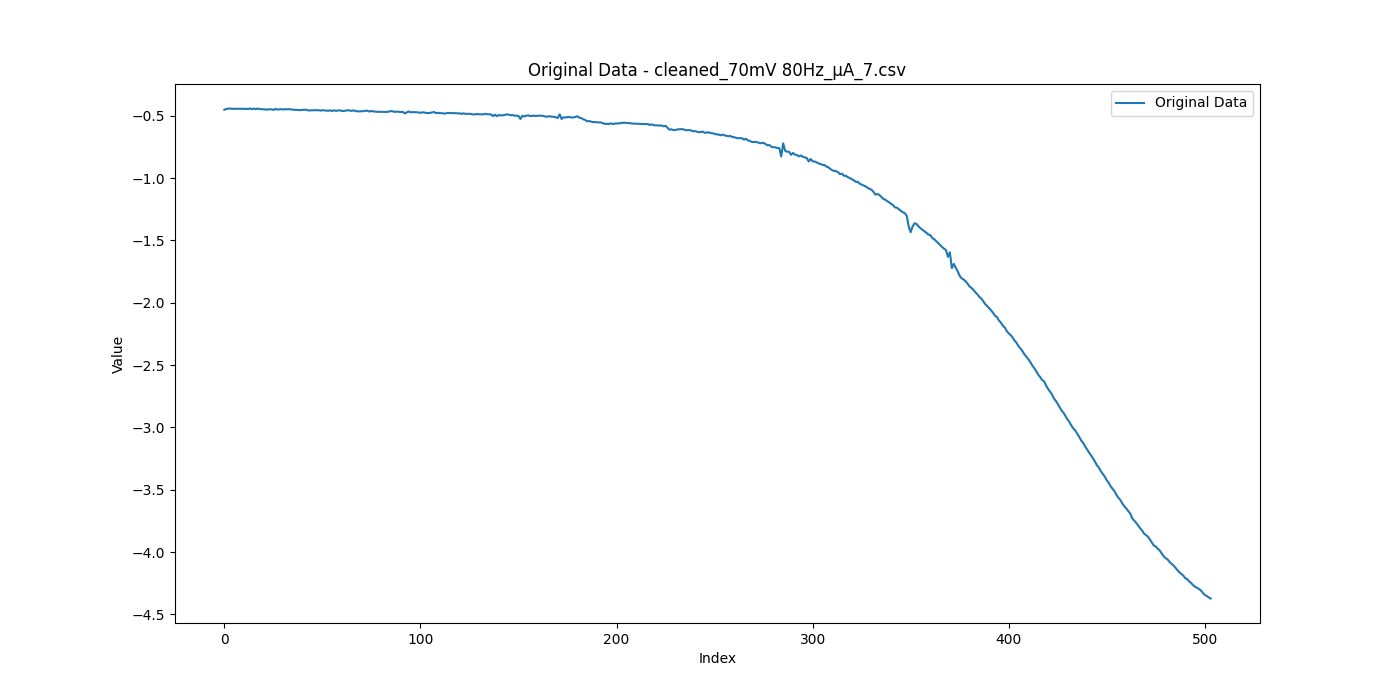 Original Data - cleaned_70mV 80Hz_µA_7.csv
Original Data
−0.5
−1.0
−1.5
−2.0
−2.5
−3.0
−3.5
−4.0
−4.5
Value
0 100 200 300 400 500
Index